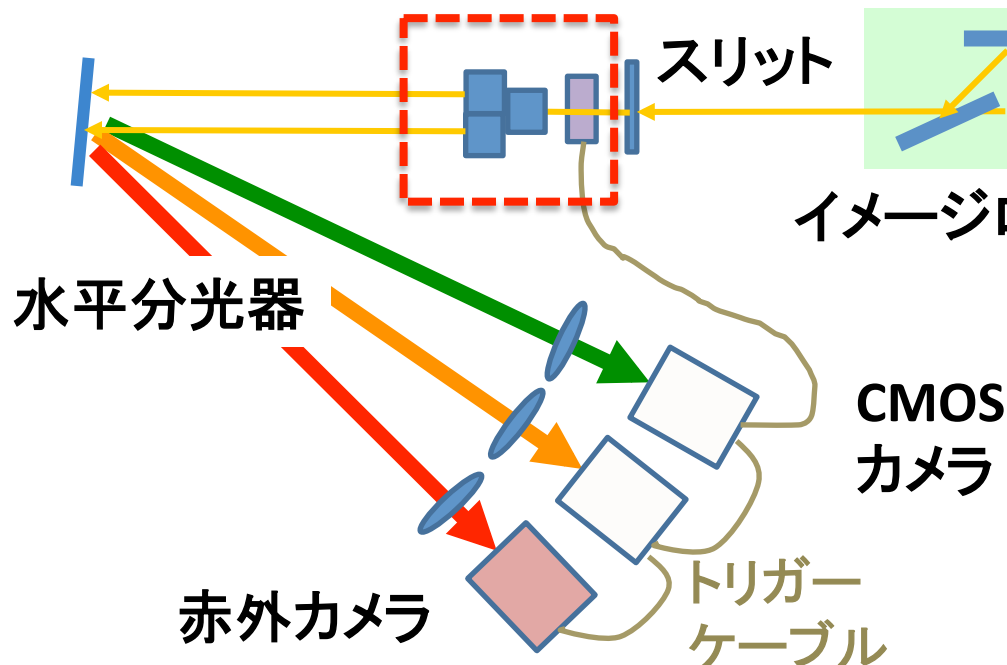 スリット
イメージロ
水平分光器
CMOS
カメラ
トリガー
ケーブル
赤外カメラ